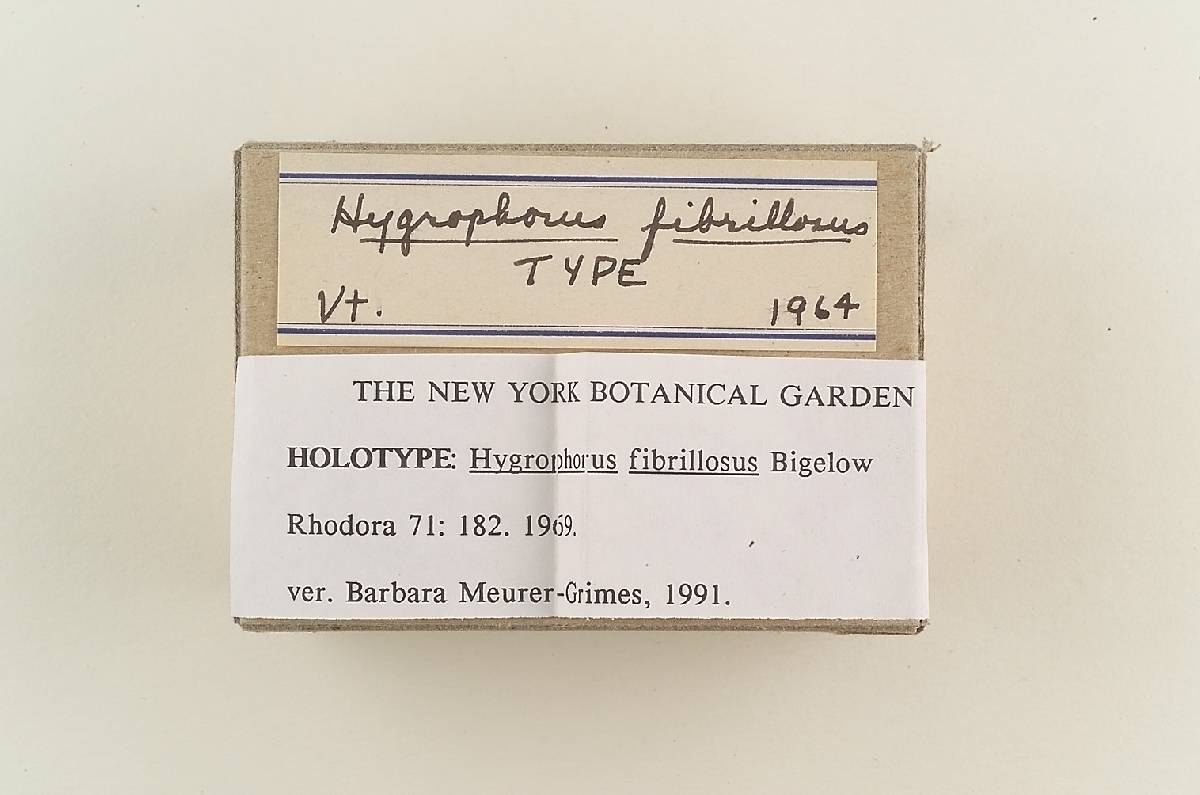 Hygrophorus fibrillosus
TYPE
Vt. 1964
THE NEW YORK BOTANICAL GARDEN
HOLOTYPE: Hygrophorus fibrillosus Bigelow
Rhodora 71: 182. 1969.
ver. Barbara Meurer-Grimes, 1991.